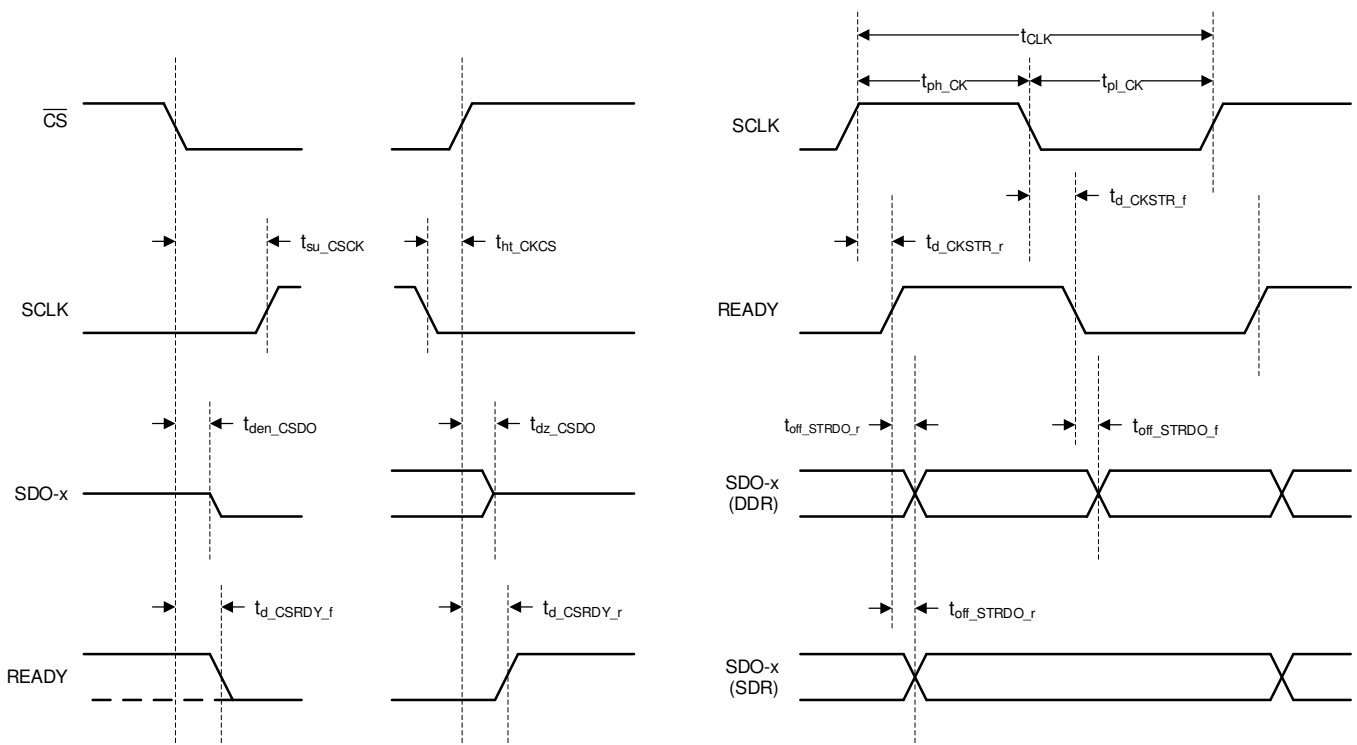 CS
SCLK
SDO-x
READY
t_su_CSCK
t_ht_CKCS
t_den_CSDO
t_dz_CSDO
t_d_CSRDY_f
t_d_CSRDY_r
t_CLK
t_ph_CK
t_pl_CK
SCLK
t_d_CKSTR_f
t_d_CKSTR_r
READY
t_off_STRDO_r
t_off_STRDO_f
SDO-x
(DDR)
t_off_STRDO_r
SDO-x
(SDR)